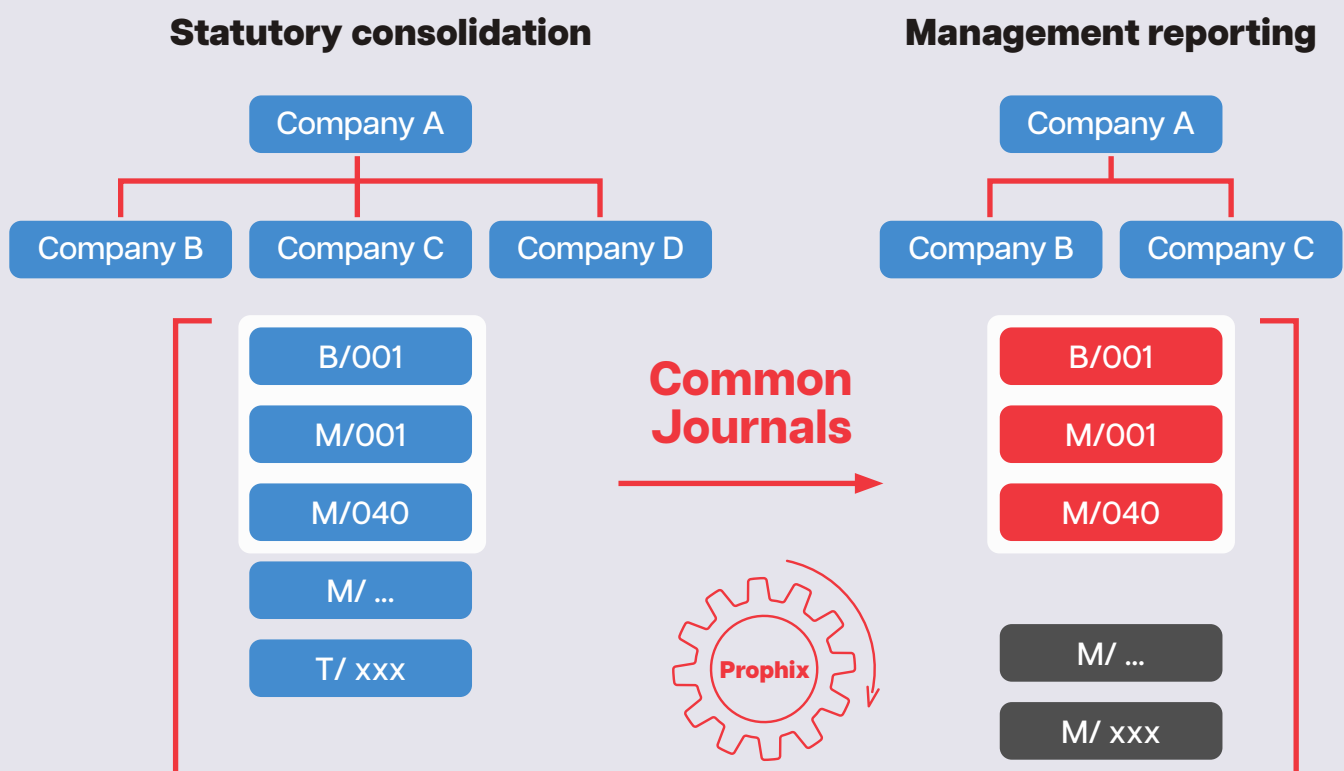 Statutory consolidation
Management reporting
Company A
Company A
Company B
Company C
Company D
Company B
Company C
B/001
M/001
M/040
M/ ...
T/ xxx
Common
Journals
Prophix
B/001
M/001
M/040
M/ ...
M/ xxx